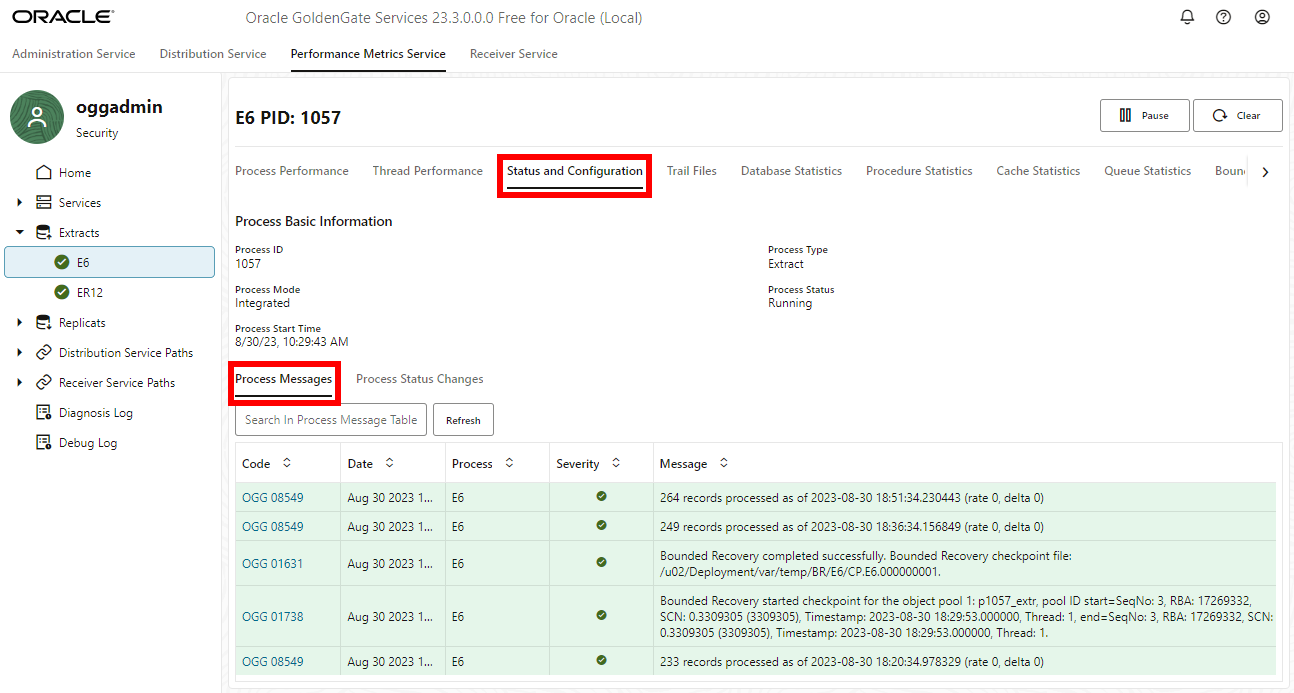 ORACLE
Oracle GoldenGate Services 23.3.0.0.0 Free for Oracle (Local)
Administration Service
Distribution Service
Performance Metrics Service
Receiver Service
oggadmin
Security
Home
Services
Extracts
E6
ER12
Replicats
Distribution Service Paths
Receiver Service Paths
Diagnosis Log
Debug Log
E6 PID: 1057
Pause
Clear
Process Performance
Thread Performance
Status and Configuration
Trail Files
Database Statistics
Procedure Statistics
Cache Statistics
Queue Statistics
Boun
Process Basic Information
Process ID
1057
Process Type
Extract
Process Mode
Integrated
Process Status
Running
Process Start Time
8/30/23, 10:29:43 AM
Process Messages
Process Status Changes
Search In Process Message Table
Refresh
Code Date Process Severity Message
OGG 08549 Aug 30 2023 1... E6 264 records processed as of 2023-08-30 18:51:34.230443 (rate 0, delta 0)
OGG 08549 Aug 30 2023 1... E6 249 records processed as of 2023-08-30 18:36:34.156849 (rate 0, delta 0)
OGG 01631 Aug 30 2023 1... E6 Bounded Recovery completed successfully. Bounded Recovery checkpoint file:
/u02/Deployment/var/temp/BR/E6/CP.E6.000000001.
OGG 01738 Aug 30 2023 1... E6 Bounded Recovery started checkpoint for the object pool 1: p1057_extr, pool ID start=SeqNo: 3, RBA: 17269332,
SCN: 0.3309305 (3309305), Timestamp: 2023-08-30 18:29:53.000000, Thread: 1, end=SeqNo: 3, RBA: 17269332, SCN:
0.3309305 (3309305), Timestamp: 2023-08-30 18:29:53.000000, Thread: 1.
OGG 08549 Aug 30 2023 1... E6 233 records processed as of 2023-08-30 18:20:34.978329 (rate 0, delta 0)